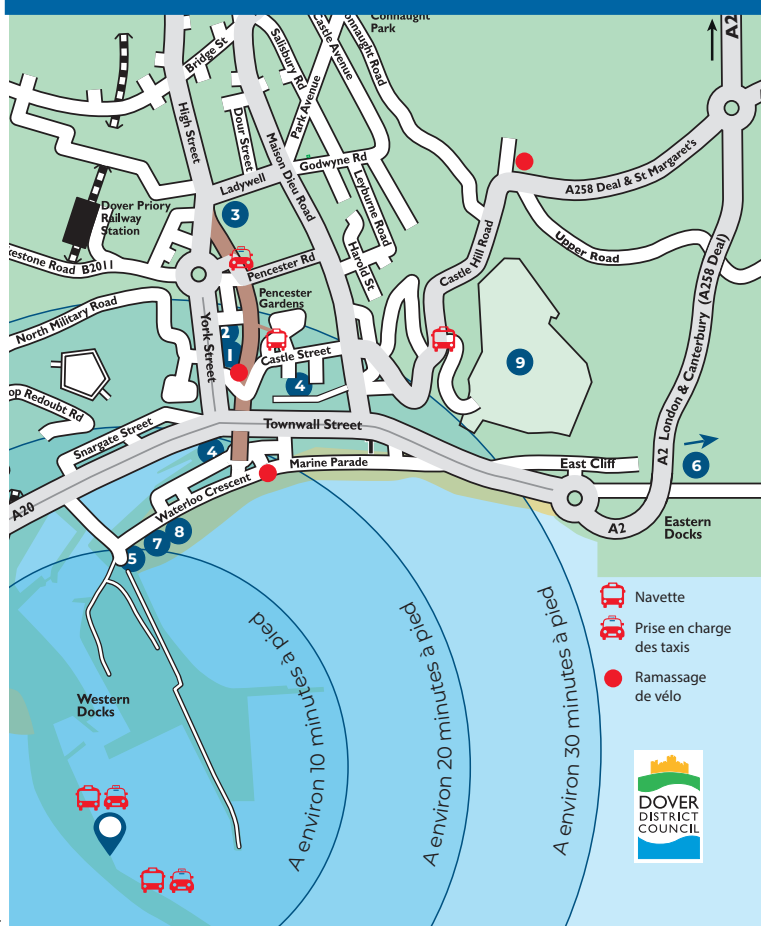 Connaught
Park
A2
Bridge St
Salisbury Rd
Castle Avenue
Connaught Road
Park Avenue
High Street
Dour Street
Maison Dieu Road
Godwyne Rd
Ladywell
Leyburne Road
A258 Deal & St Margaret's
Dover Priory
Railway
Station
3
Upper Road
Castle Hill Road
Harold St
kestone Road B2011
Pencester Rd
Pencester
Gardens
North Military Road
York Street
2
1
Castle Street
4
9
A2 London & Canterbury (A258 Deal)
op Redoubt Rd
Snargate Street
Townwall Street
4
Marine Parade
East Cliff
6
Waterloo Crescent
A20
A2
Eastern
Docks
8
7
5
Western
Docks
A environ 10 minutes à pied
A environ 20 minutes à pied
A environ 30 minutes à pied
Navette
Prise en charge
des taxis
Ramassage
de vélo
DOVER
DISTRICT
COUNCIL